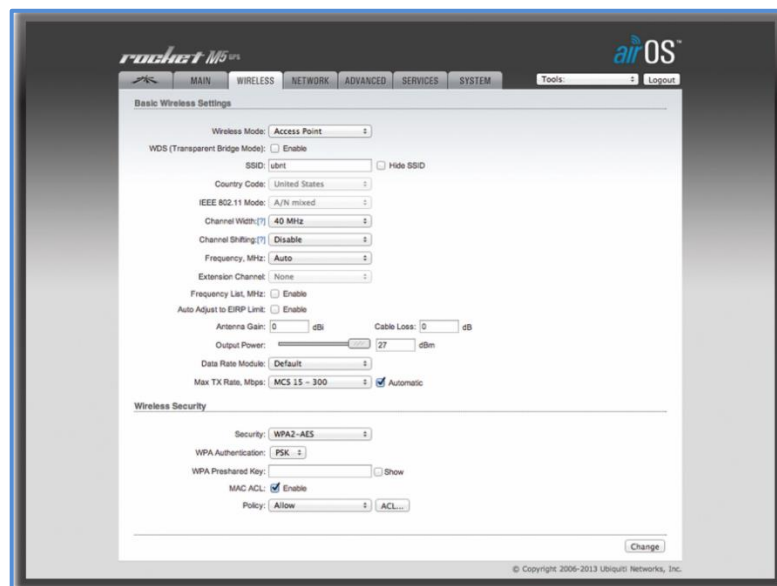 rocket M5 GPS
airOS™
MAIN WIRELESS NETWORK ADVANCED SERVICES SYSTEM Tools: Logout
Basic Wireless Settings
Wireless Mode: Access Point
WDS (Transparent Bridge Mode): Enable
SSID: ubnt Hide SSID
Country Code: United States
IEEE 802.11 Mode: A/N mixed
Channel Width:[?] 40 MHz
Channel Shifting:[?] Disable
Frequency, MHz: Auto
Extension Channel: None
Frequency List, MHz: Enable
Auto Adjust to EIRP Limit: Enable
Antenna Gain: 0 dBi Cable Loss: 0 dB
Output Power: 27 dBm
Data Rate Module: Default
Max TX Rate, Mbps: MCS 15 - 300 Automatic
Wireless Security
Security: WPA2-AES
WPA Authentication: PSK
WPA Preshared Key: Show
MAC ACL: Enable
Policy: Allow ACL...
Change
© Copyright 2006-2013 Ubiquiti Networks, Inc.